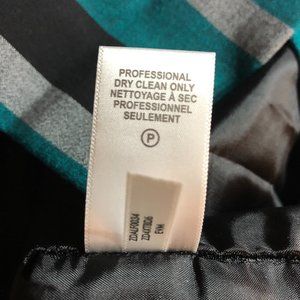 PROFESSIONAL
DRY CLEAN ONLY
NETTOYAGE À SEC
PROFESSIONNEL
SEULEMENT
P